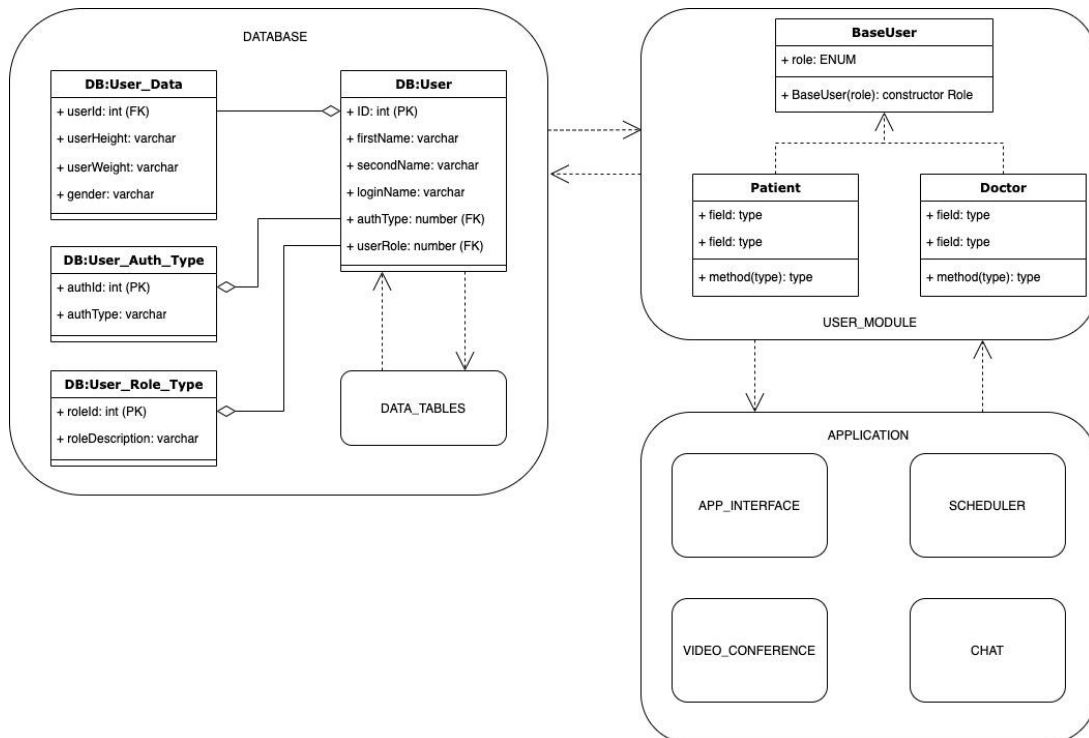 DATABASE
DB:User_Data
+ userId: int (FK)
+ userHeight: varchar
+ userWeight: varchar
+ gender: varchar
DB:User
+ ID: int (PK)
+ firstName: varchar
+ secondName: varchar
+ loginName: varchar
+ authType: number (FK)
+ userRole: number (FK)
DB:User_Auth_Type
+ authId: int (PK)
+ authType: varchar
DB:User_Role_Type
+ roleId: int (PK)
+ roleDescription: varchar
DATA_TABLES
BaseUser
+ role: ENUM
+ BaseUser(role): constructor Role
Patient
+ field: type
+ field: type
+ method(type): type
Doctor
+ field: type
+ field: type
+ method(type): type
USER_MODULE
APPLICATION
APP_INTERFACE
SCHEDULER
VIDEO_CONFERENCE
CHAT